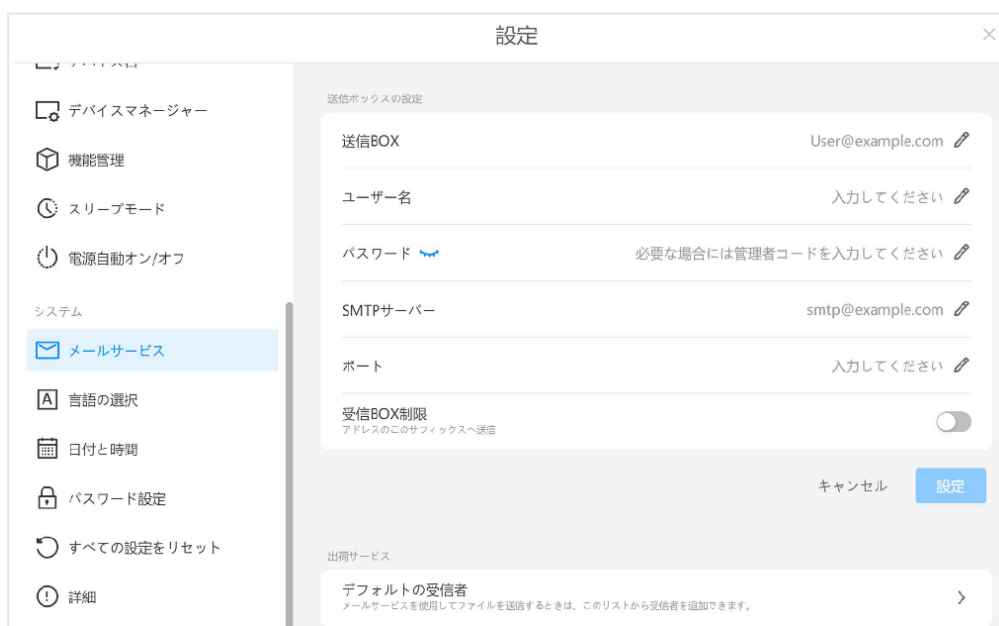 設定
デバイス名
デバイスマネージャー
機能管理
スリープモード
電源自動オン/オフ
システム
メールサービス
言語の選択
日付と時間
パスワード設定
すべての設定をリセット
詳細
送信ボックスの設定
送信BOX User@example.com
ユーザー名 入力してください
パスワード 必要な場合には管理者コードを入力してください
SMTPサーバー smtp@example.com
ポート 入力してください
受信BOX制限
アドレスのこのサフィックスへ送信
キャンセル 設定
出荷サービス
デフォルトの受信者
メールサービスを使用してファイルを送信するときは、このリストから受信者を追加できます。